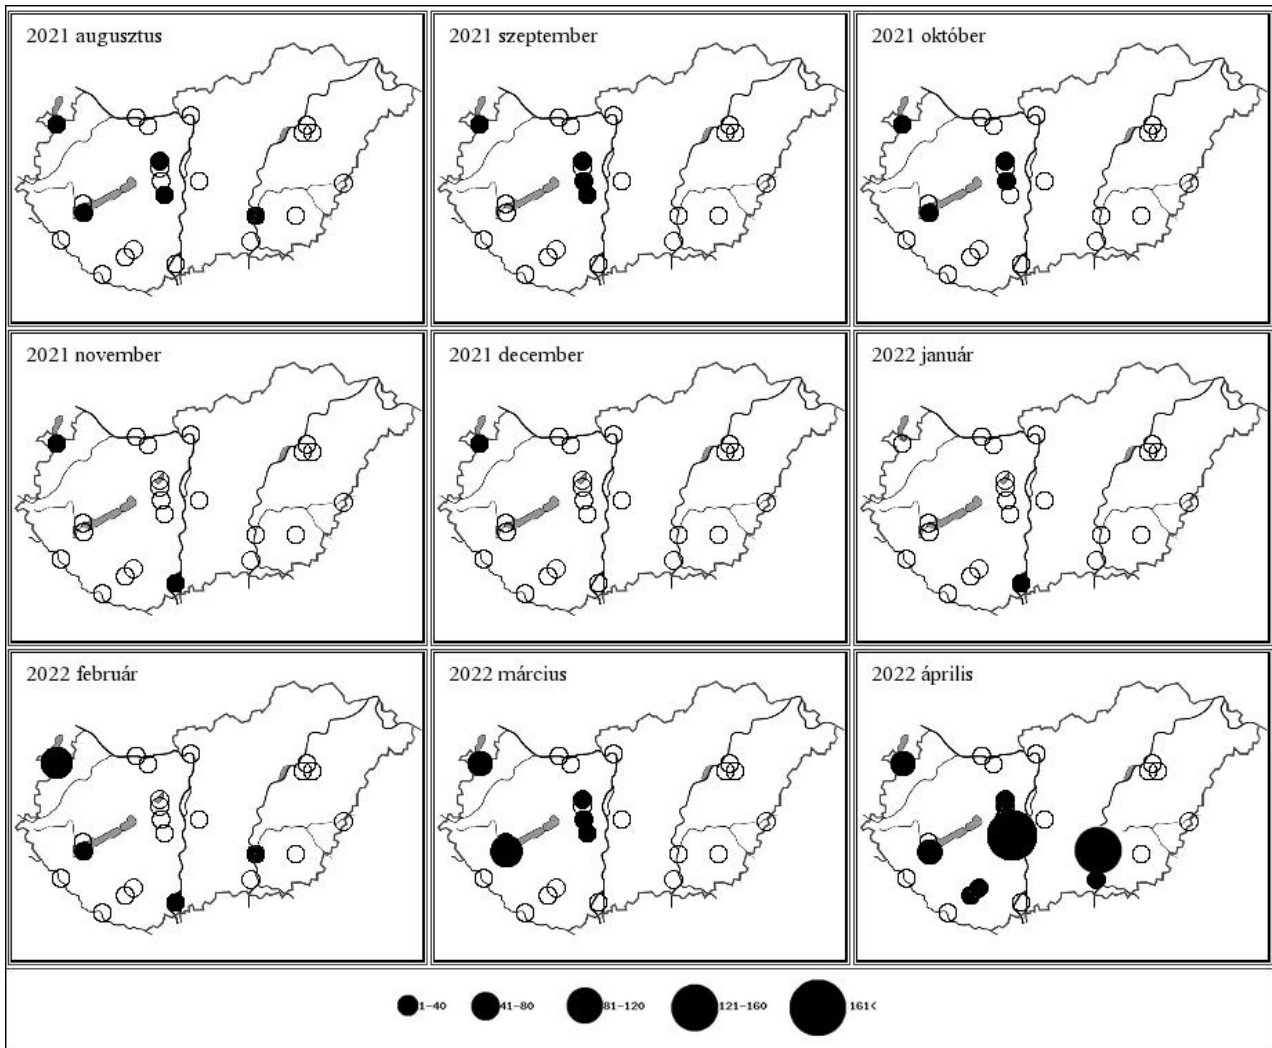 2021 augusztus
2021 szeptember
2021 október
2021 november
2021 december
2022 január
2022 február
2022 március
2022 április
1-40
41-80
81-120
121-160
161<